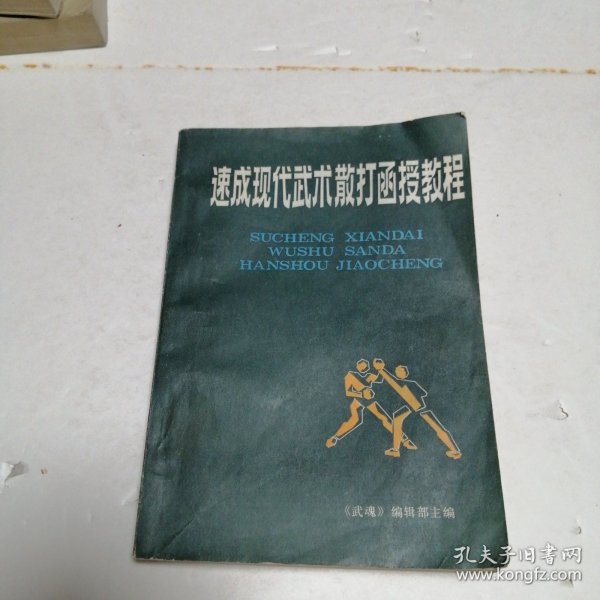 速成现代武术散打函授教程
SUCHENG XIANDAI
WUSHU SANDA
HANSHOU JIAOCHENG
《武魂》编辑部主编
孔夫子旧书网
www.kongfz.com